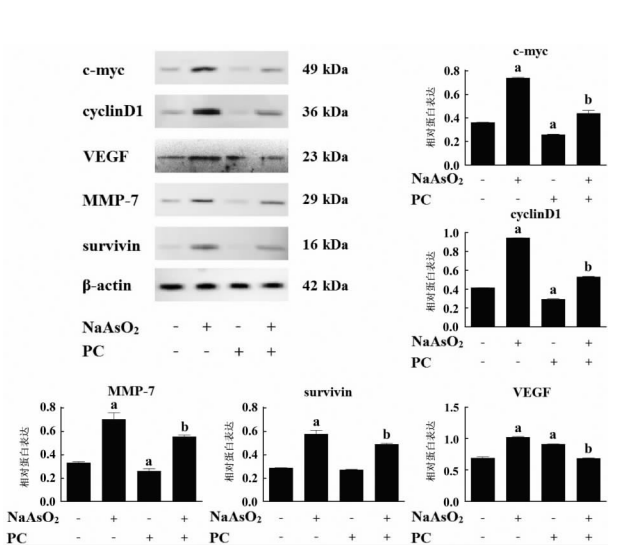 c-myc 49 kDa
cyclinD1 36 kDa
VEGF 23 kDa
MMP-7 29 kDa
survivin 16 kDa
β-actin 42 kDa
NaAsO₂ - + - +
PC - - + +
c-myc
相对蛋白表达
0.8
0.6
0.4
0.2
0.0
a
a
b
NaAsO₂ - + - +
PC - - + +
cyclinD1
相对蛋白表达
1.0
0.8
0.6
0.4
0.2
0.0
a
a
b
NaAsO₂ - + - +
PC - - + +
MMP-7
相对蛋白表达
0.8
0.6
0.4
0.2
0.0
a
a
b
NaAsO₂ - + - +
PC - - + +
survivin
相对蛋白表达
0.8
0.6
0.4
0.2
0.0
a
b
NaAsO₂ - + - +
PC - - + +
VEGF
相对蛋白表达
1.5
1.0
0.5
0.0
a
a
b
NaAsO₂ - + - +
PC - - + +